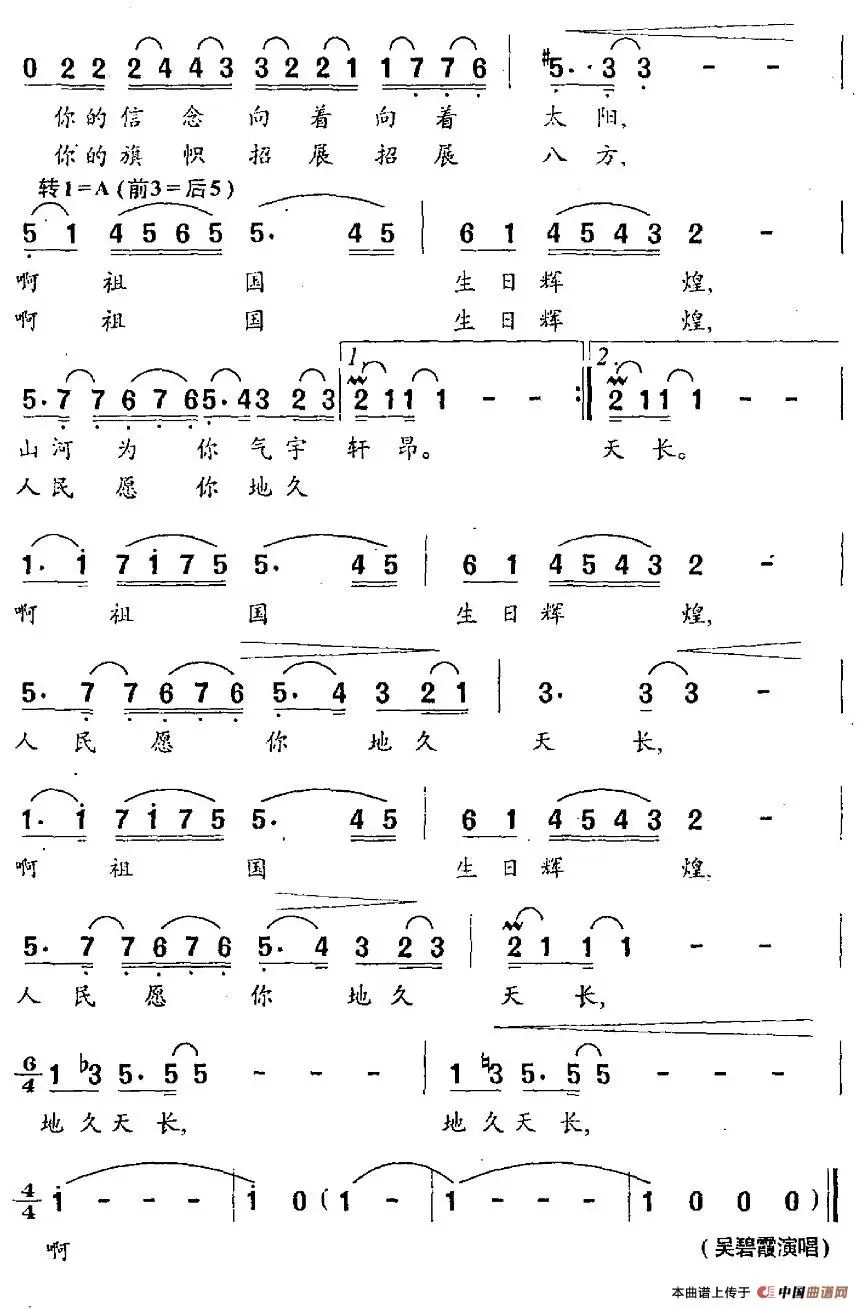 0 2 2 2 4 4 3 3 2 2 1 1 7 7 6 | #5· 3 3 - -
你的信念向着向着 太阳,
你的旗帜招展招展 八方,
转1=A(前3=后5)
5 1 4 5 6 5 5· 4 5 | 6 1 4 5 4 3 2 -
啊 祖 国 生日辉 煌,
啊 祖 国 生日辉 煌,
1. 2.
5· 7 7 6 7 6 5· 4 3 2 3 | 2 1 1 1 - - :| 2 1 1 1 - -
山河为你气宇 轩昂。 天长。
人民愿你地久
1· i 7 i 7 5 5· 4 5 | 6 1 4 5 4 3 2 -
啊 祖 国 生日辉 煌,
5· 7 7 6 7 6 5· 4 3 2 1 | 3· 3 3 -
人民愿你地久 天长,
1· i 7 i 7 5 5· 4 5 | 6 1 4 5 4 3 2 -
啊 祖 国 生日辉 煌,
5· 7 7 6 7 6 5· 4 3 2 3 | 2 1 1 1 - -
人民愿你地久 天长,
6/4 1 ♭3 5· 5 5 - - - | 1 ♮3 5· 5 5 - - -
地久天长, 地久天长,
4/4 i - - - | i 0 (1 - | 1 - - - | 1 0 0 0) ‖
啊
(吴碧霞演唱)
本曲谱上传于 中国曲谱网